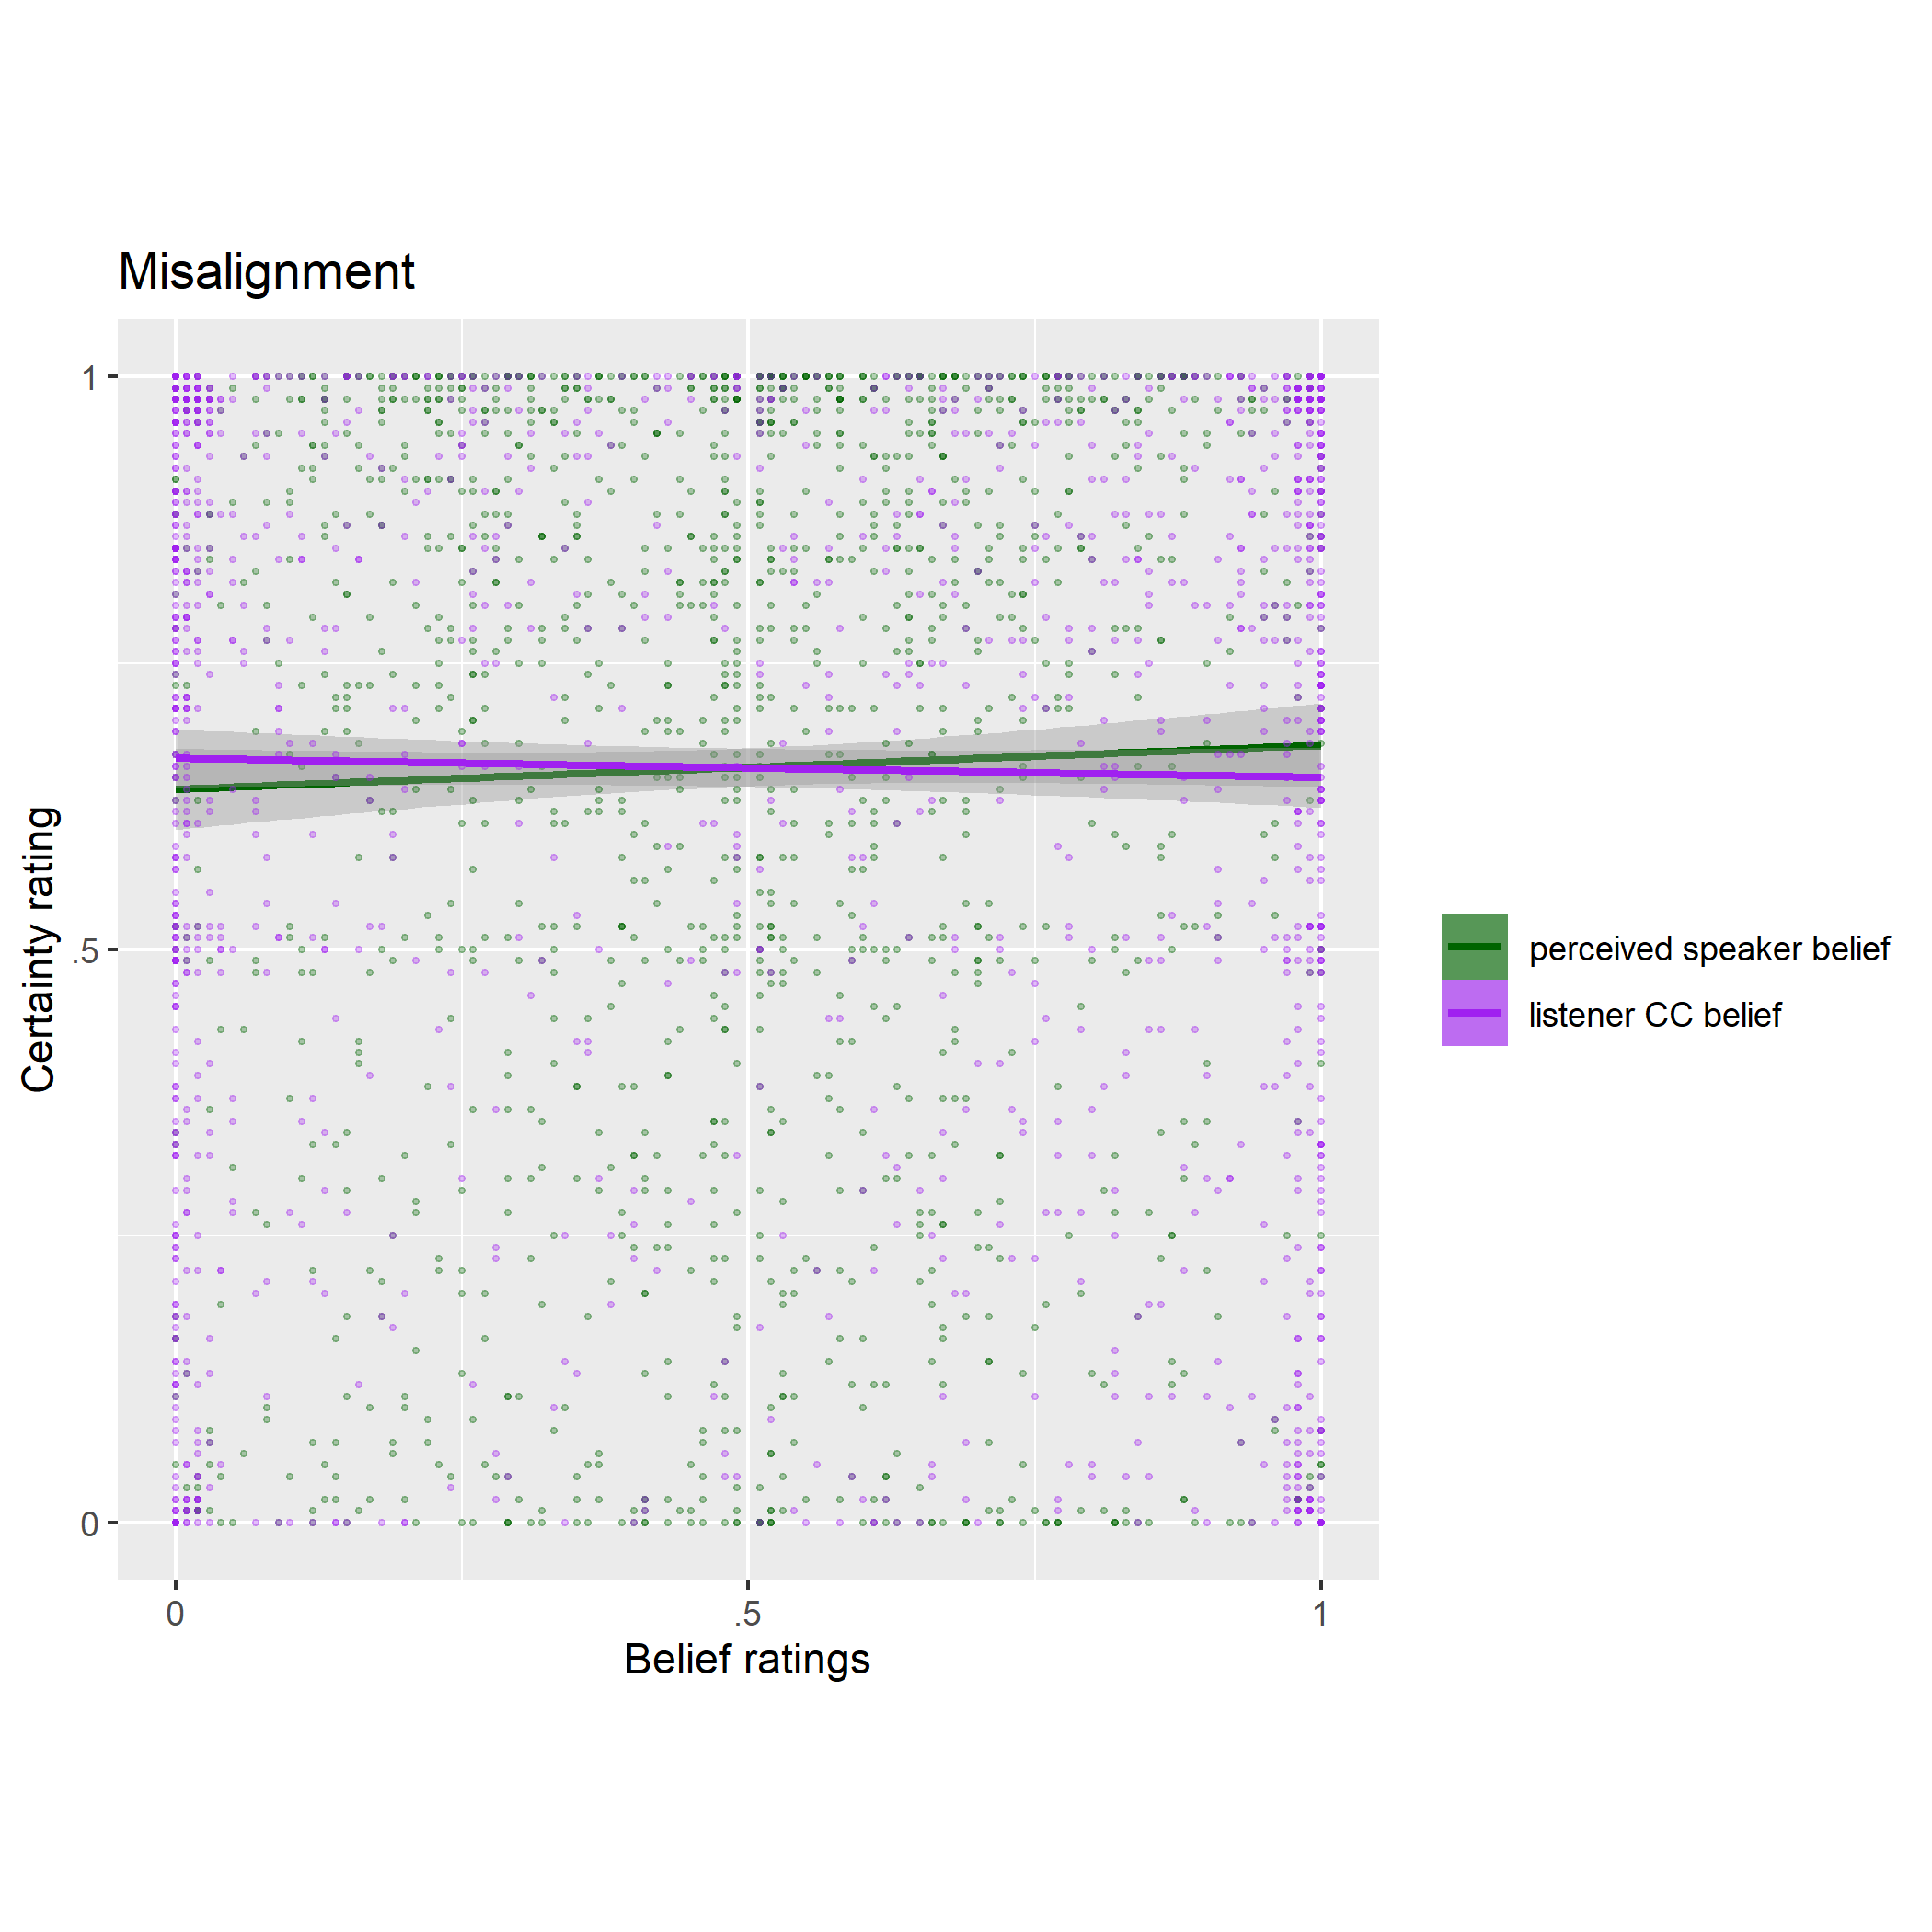 Misalignment
Certainty rating
1
.5
0
0
.5
1
Belief ratings
perceived speaker belief
listener CC belief